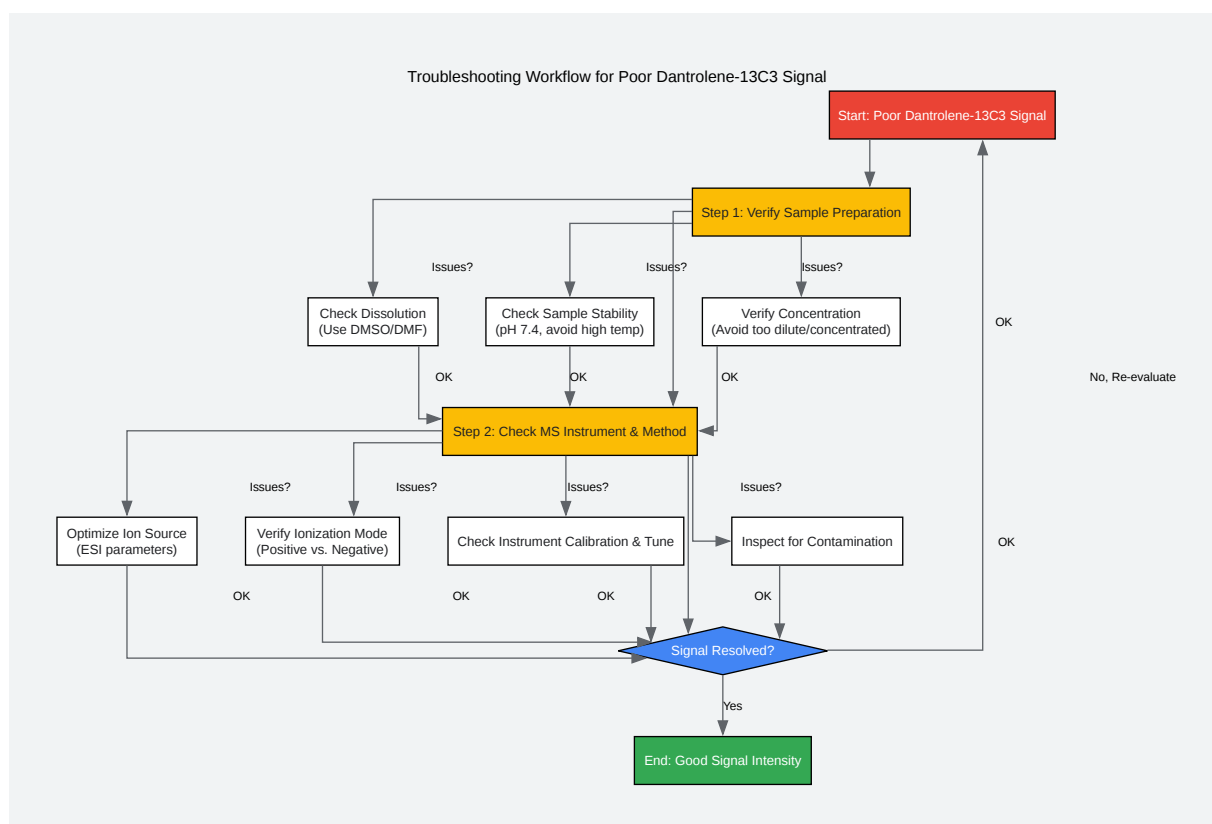 Troubleshooting Workflow for Poor Dantrolene-13C3 Signal
Start: Poor Dantrolene-13C3 Signal
Step 1: Verify Sample Preparation
Issues?
Issues?
Issues?
Check Dissolution
(Use DMSO/DMF)
Check Sample Stability
(pH 7.4, avoid high temp)
Verify Concentration
(Avoid too dilute/concentrated)
OK
OK
OK
OK
No, Re-evaluate
Step 2: Check MS Instrument & Method
Issues?
Issues?
Issues?
Issues?
Optimize Ion Source
(ESI parameters)
Verify Ionization Mode
(Positive vs. Negative)
Check Instrument Calibration & Tune
Inspect for Contamination
OK
OK
OK
OK
OK
Signal Resolved?
Yes
End: Good Signal Intensity